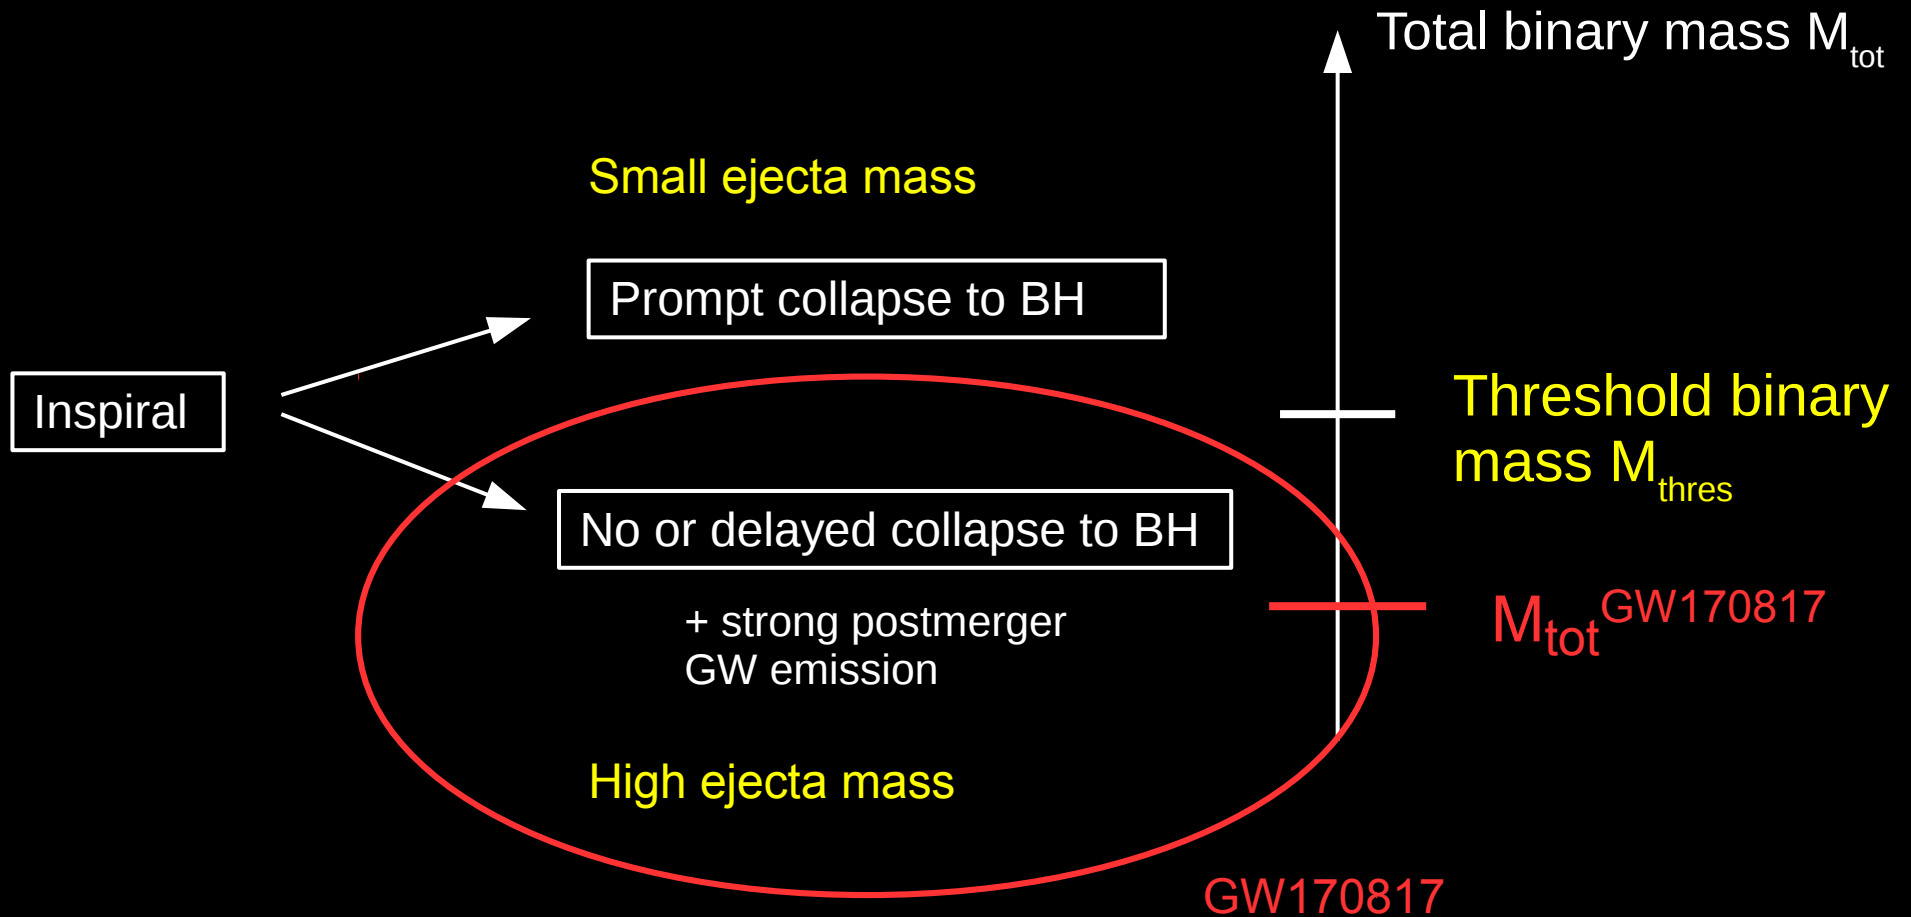 Total binary mass M_tot
Small ejecta mass
Prompt collapse to BH
Inspiral
Threshold binary
mass M_thres
No or delayed collapse to BH
+ strong postmerger
GW emission
M_tot^GW170817
High ejecta mass
GW170817